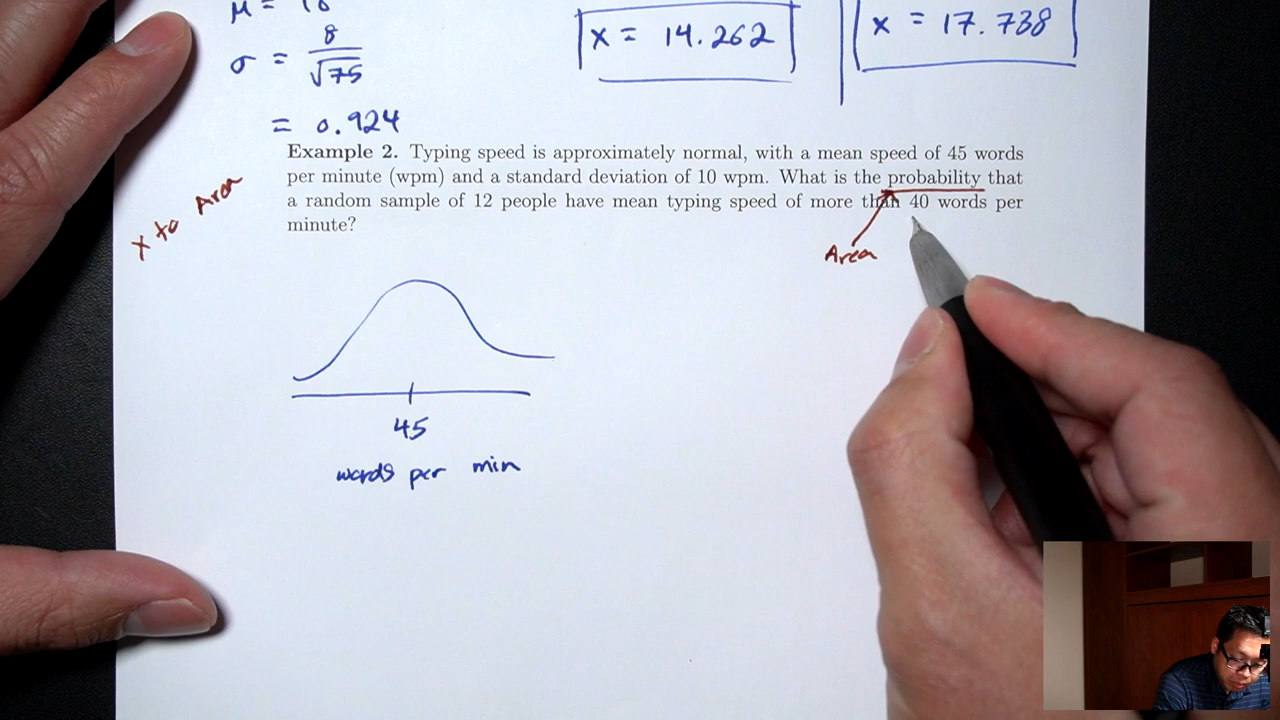 μ = 16
σ = 8 / √75
= 0.924
x = 14.262
x = 17.738
Example 2. Typing speed is approximately normal, with a mean speed of 45 words
per minute (wpm) and a standard deviation of 10 wpm. What is the probability that
a random sample of 12 people have mean typing speed of more than 40 words per
minute?
x to Area
Area
45
words per min